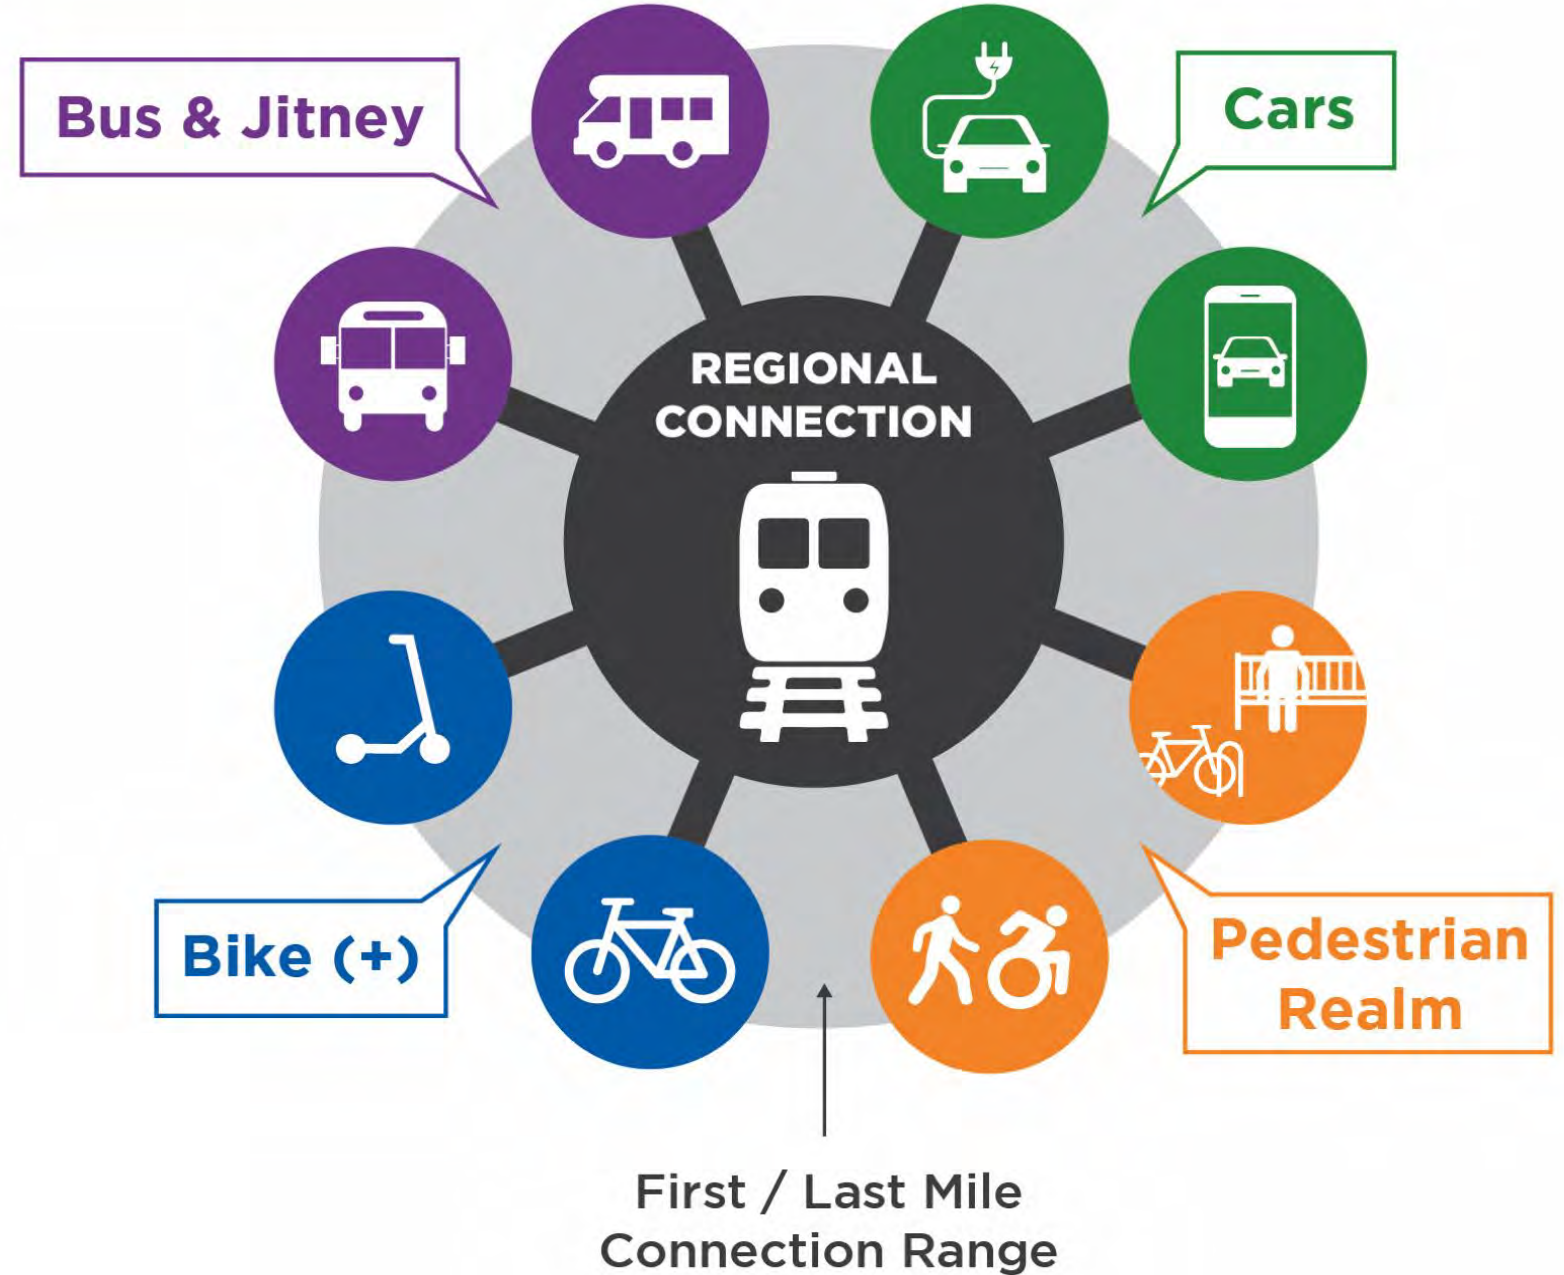 Bus & Jitney
Cars
REGIONAL
CONNECTION
Bike (+)
Pedestrian
Realm
First / Last Mile
Connection Range